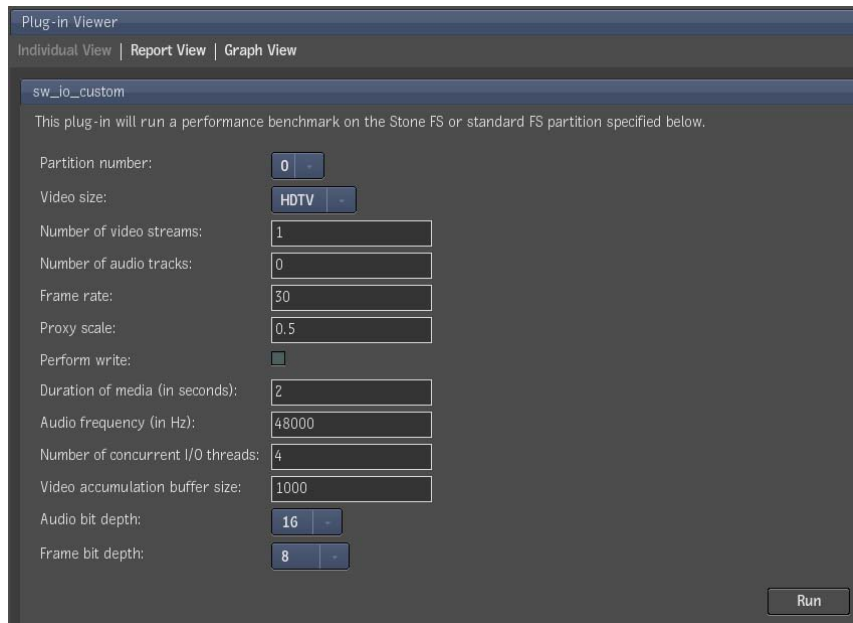 Plug-in Viewer
Individual View | Report View | Graph View
sw_io_custom
This plug-in will run a performance benchmark on the Stone FS or standard FS partition specified below.
Partition number: 0
Video size: HDTV
Number of video streams: 1
Number of audio tracks: 0
Frame rate: 30
Proxy scale: 0.5
Perform write:
Duration of media (in seconds): 2
Audio frequency (in Hz): 48000
Number of concurrent I/O threads: 4
Video accumulation buffer size: 1000
Audio bit depth: 16
Frame bit depth: 8
Run